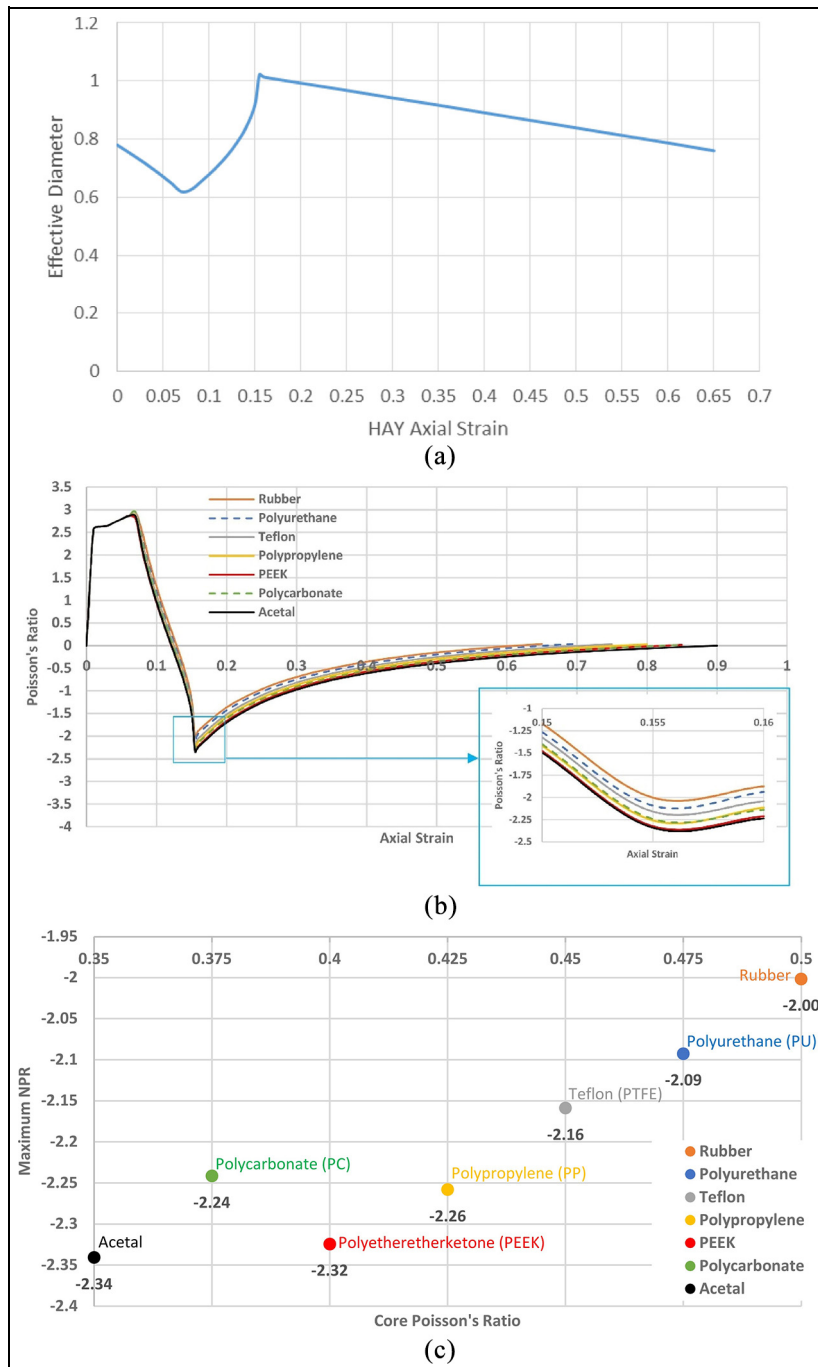 1.2
1
0.8
0.6
0.4
0.2
0
Effective Diameter
0 0.05 0.1 0.15 0.2 0.25 0.3 0.35 0.4 0.45 0.5 0.55 0.6 0.65 0.7
HAY Axial Strain
(a)
3.5
3
2.5
2
1.5
1
0.5
0
-0.5
-1
-1.5
-2
-2.5
-3
-3.5
-4
Poisson's Ratio
Rubber
Polyurethane
Teflon
Polypropylene
PEEK
Polycarbonate
Acetal
0 0.1 0.2 0.3 0.4 0.5 0.6 0.7 0.8 0.9 1
Axial Strain
-1
-1.25
-1.5
-1.75
-2
-2.25
-2.5
Poisson's Ratio
0.15 0.155 0.16
Axial Strain
(b)
-1.95
-2
-2.05
-2.1
-2.15
-2.2
-2.25
-2.3
-2.35
-2.4
Maximum NPR
0.35 0.375 0.4 0.425 0.45 0.475 0.5
Rubber
-2.00
Polyurethane (PU)
-2.09
Teflon (PTFE)
-2.16
Polycarbonate (PC)
-2.24
Polypropylene (PP)
-2.26
Acetal
-2.34
Polyetheretherketone (PEEK)
-2.32
Rubber
Polyurethane
Teflon
Polypropylene
PEEK
Polycarbonate
Acetal
Core Poisson's Ratio
(c)